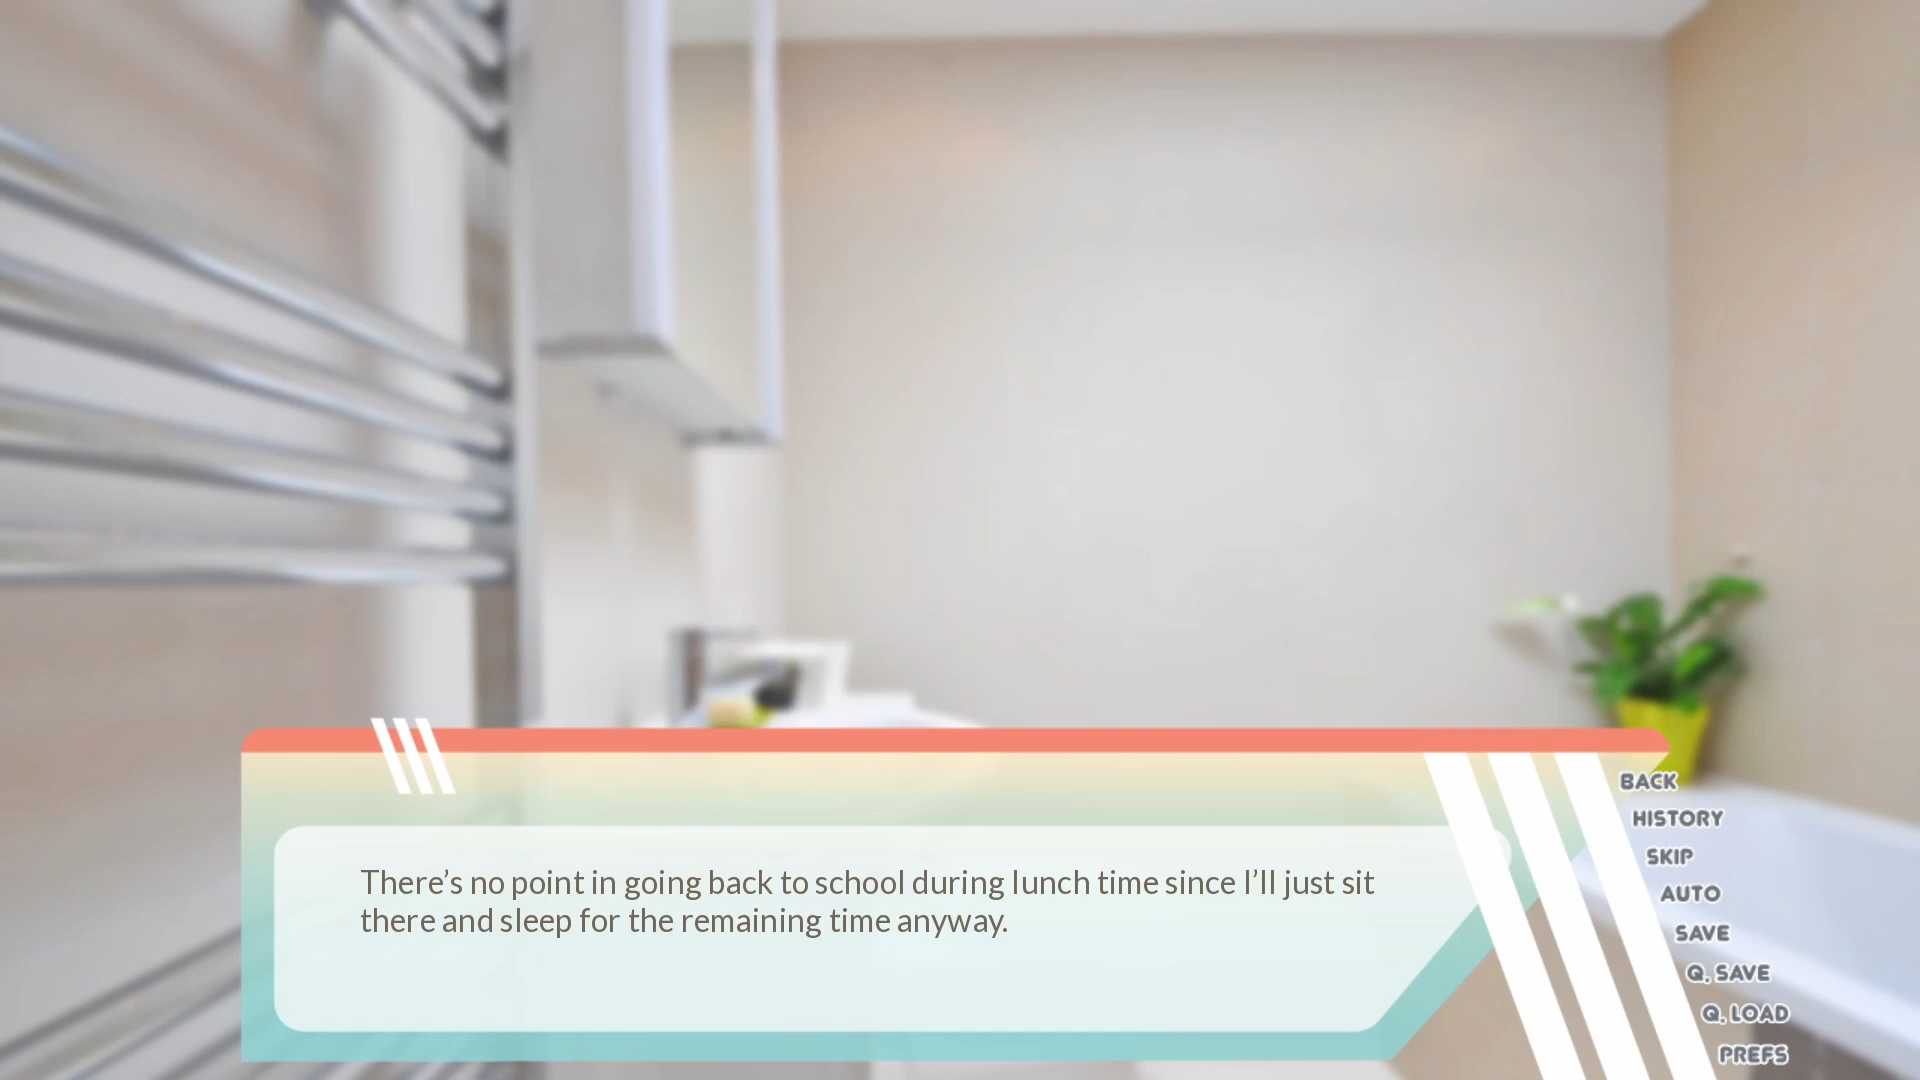 There’s no point in going back to school during lunch time since I’ll just sit
there and sleep for the remaining time anyway.
BACK
HISTORY
SKIP
AUTO
SAVE
Q. SAVE
Q. LOAD
PREFS